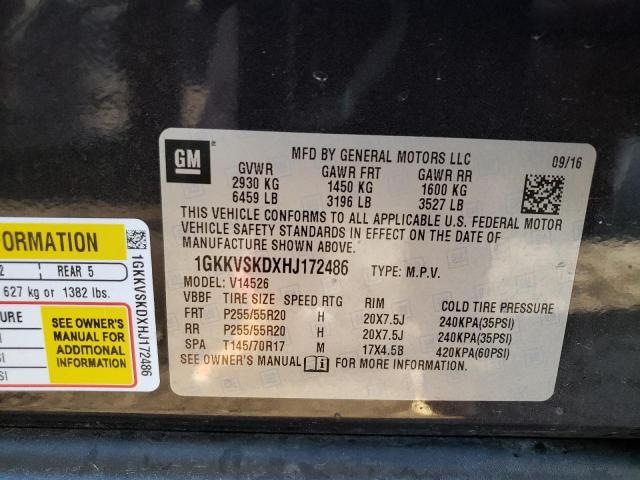 GM
MFD BY GENERAL MOTORS LLC
09/16
GVWR GAWR FRT GAWR RR
2930 KG 1450 KG 1600 KG
6459 LB 3196 LB 3527 LB
THIS VEHICLE CONFORMS TO ALL APPLICABLE U.S. FEDERAL MOTOR
VEHICLE SAFETY STANDARDS IN EFFECT ON THE DATE OF
MANUFACTURE SHOWN ABOVE.
1GKKVSKDXHJ172486 TYPE: M.P.V.
MODEL: V14526
VBBF TIRE SIZE SPEED RTG RIM COLD TIRE PRESSURE
FRT P255/55R20 H 20X7.5J 240KPA(35PSI)
RR P255/55R20 H 20X7.5J 240KPA(35PSI)
SPA T145/70R17 M 17X4.5B 420KPA(60PSI)
SEE OWNER'S MANUAL FOR MORE INFORMATION.
FORMATION
2 REAR 5
627 kg or 1382 lbs.
SEE OWNER'S
MANUAL FOR
ADDITIONAL
INFORMATION
1GKKVSKDXHJ172486